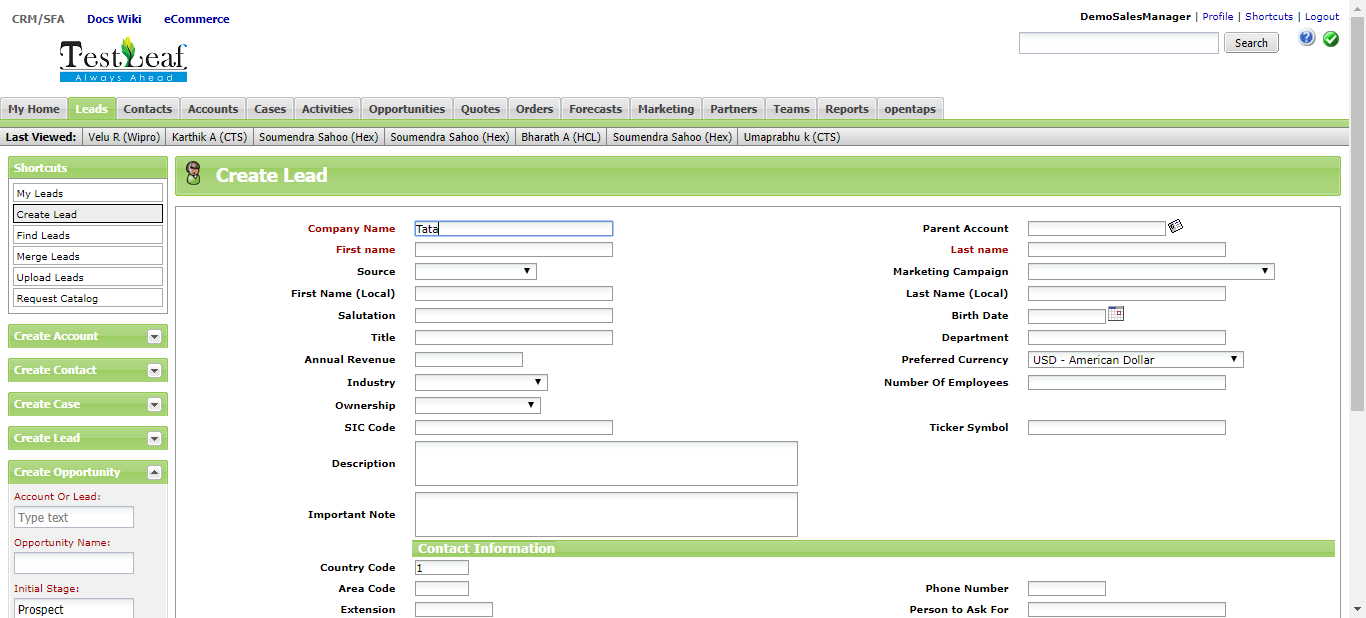 CRM/SFA Docs Wiki eCommerce
DemoSalesManager | Profile | Shortcuts | Logout
TestLeaf
Always Ahead
Search
?
My Home Leads Contacts Accounts Cases Activities Opportunities Quotes Orders Forecasts Marketing Partners Teams Reports opentaps
Last Viewed: Velu R (Wipro) Karthik A (CTS) Soumendra Sahoo (Hex) Soumendra Sahoo (Hex) Bharath A (HCL) Soumendra Sahoo (Hex) Umaprabhu k (CTS)
Shortcuts
My Leads
Create Lead
Find Leads
Merge Leads
Upload Leads
Request Catalog
Create Account
Create Contact
Create Case
Create Lead
Create Opportunity
Account Or Lead:
Type text
Opportunity Name:
Initial Stage:
Prospect
Create Lead
Company Name Tata Parent Account
First name Last name
Source Marketing Campaign
First Name (Local) Last Name (Local)
Salutation Birth Date
Title Department
Annual Revenue Preferred Currency USD - American Dollar
Industry Number Of Employees
Ownership
SIC Code Ticker Symbol
Description
Important Note
Contact Information
Country Code 1
Area Code Phone Number
Extension Person to Ask For